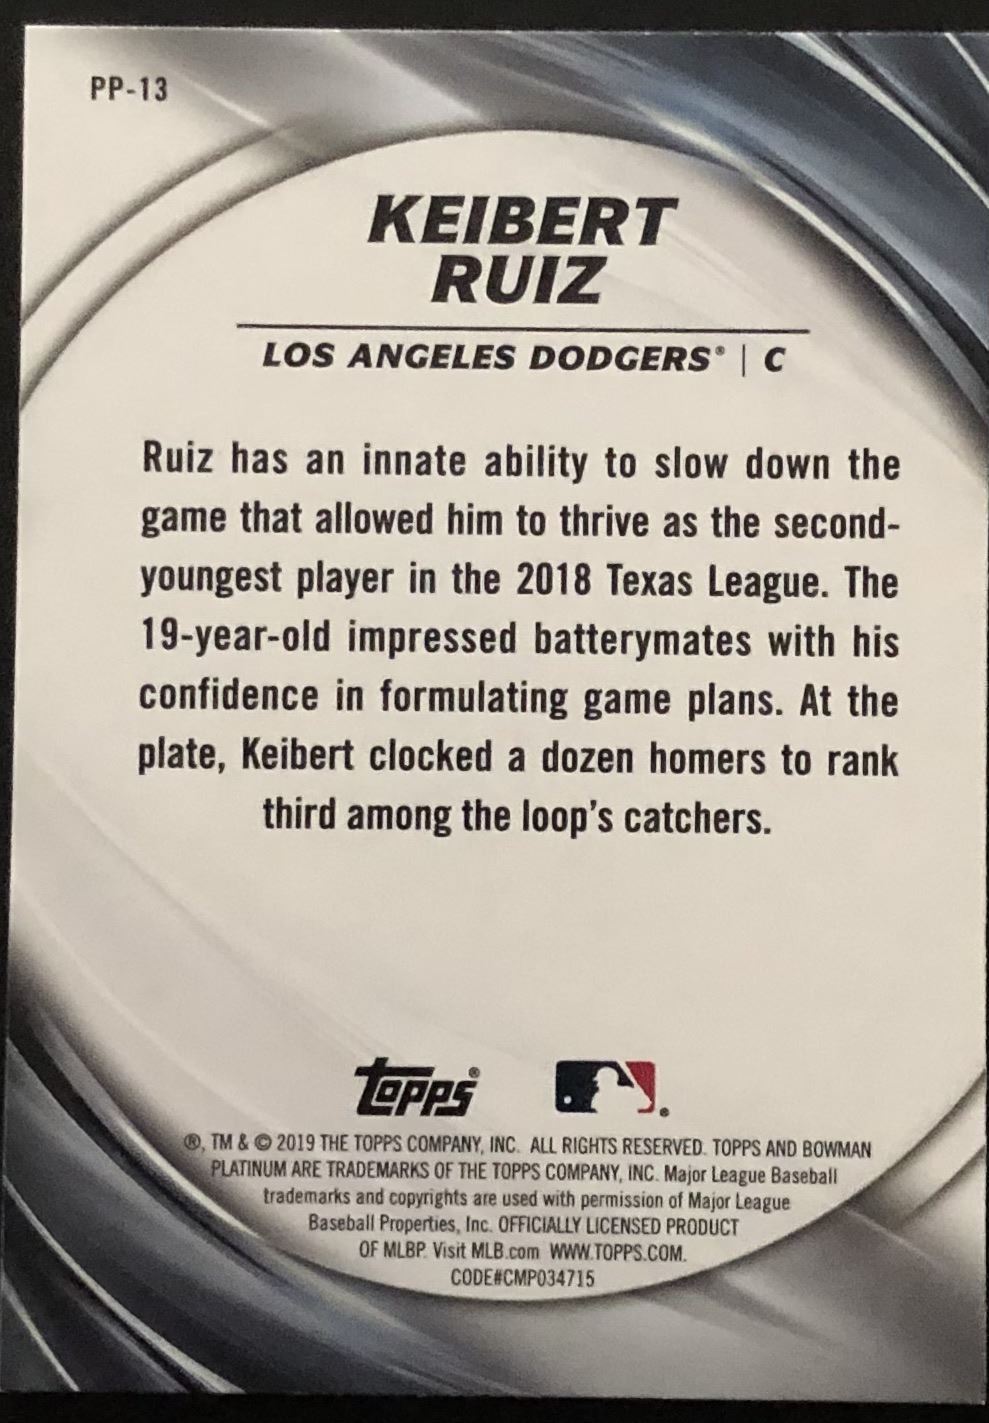 PP-13
KEIBERT
RUIZ
LOS ANGELES DODGERS® | C
Ruiz has an innate ability to slow down the
game that allowed him to thrive as the second-
youngest player in the 2018 Texas League. The
19-year-old impressed batterymates with his
confidence in formulating game plans. At the
plate, Keibert clocked a dozen homers to rank
third among the loop's catchers.
Topps®
®, TM & © 2019 THE TOPPS COMPANY, INC. ALL RIGHTS RESERVED. TOPPS AND BOWMAN
PLATINUM ARE TRADEMARKS OF THE TOPPS COMPANY, INC. Major League Baseball
trademarks and copyrights are used with permission of Major League
Baseball Properties, Inc. OFFICIALLY LICENSED PRODUCT
OF MLBP. Visit MLB.com WWW.TOPPS.COM.
CODE#CMP034715